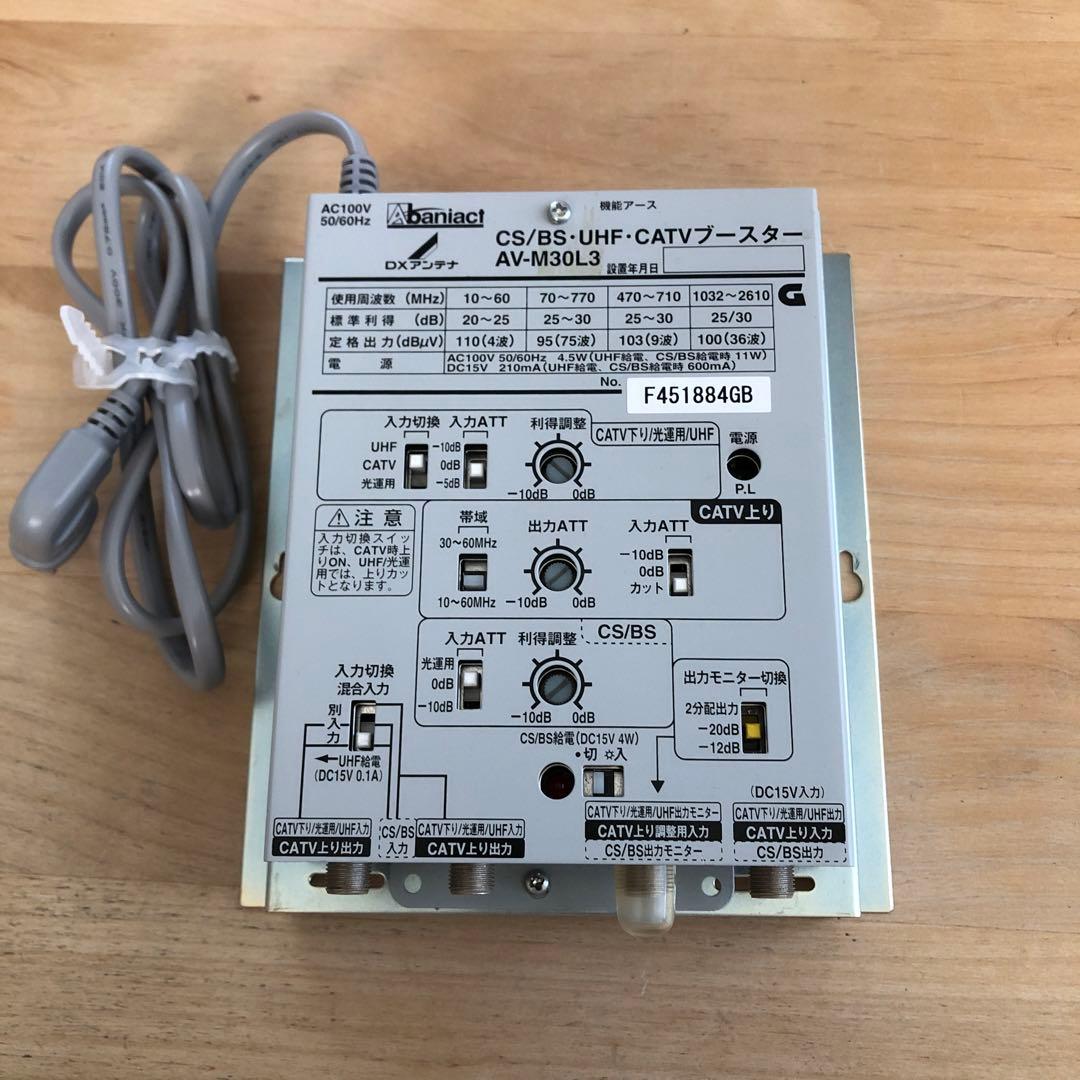 AC100V
50/60Hz
Abaniact
機能アース
DXアンテナ
CS/BS・UHF・CATVブースター
AV-M30L3
設置年月日
使用周波数 (MHz) 10～60 70～770 470～710 1032～2610
標準利得 (dB) 20～25 25～30 25～30 25/30
定格出力(dBμV) 110(4波) 95(75波) 103(9波) 100(36波)
電源 AC100V 50/60Hz 4.5W(UHF給電、CS/BS給電時 11W)
DC15V 210mA(UHF給電、CS/BS給電時 600mA)
G
No. F451884GB
入力切換 入力ATT 利得調整
CATV下り/光運用/UHF
電源
UHF
CATV
光運用
-10dB
0dB
-5dB
-10dB 0dB
P.L
CATV上り
注意
入力切換スイッ
チは、CATV時上
りON、UHF/光運
用では、上りカッ
トとなります。
帯域
30～60MHz
10～60MHz
出力ATT
-10dB 0dB
入力ATT
-10dB
0dB
カット
CS/BS
入力ATT 利得調整
光運用
0dB
-10dB
-10dB 0dB
入力切換
混合入力
別
入
力
UHF給電
(DC15V 0.1A)
出力モニター切換
2分配出力
-20dB
-12dB
CS/BS給電(DC15V 4W)
切 入
(DC15V入力)
CATV下り/光運用/UHF入力
CATV上り出力
CS/BS
入力
CATV下り/光運用/UHF入力
CATV上り出力
CATV下り/光運用/UHF出力モニター
CATV上り調整用入力
CS/BS出力モニター
CATV下り/光運用/UHF出力
CATV上り入力
CS/BS出力